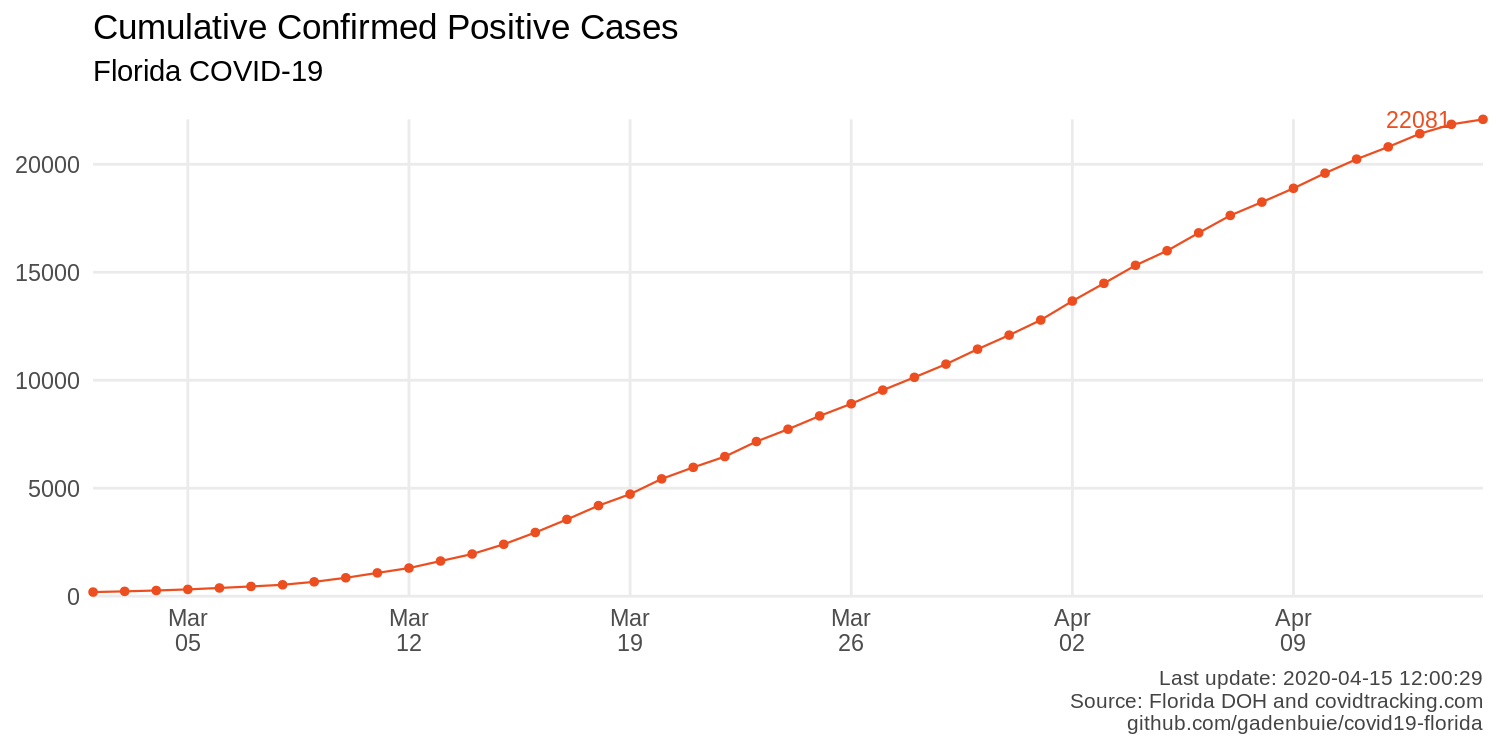 Cumulative Confirmed Positive Cases
Florida COVID-19
22081
20000
15000
10000
5000
0
Mar
05
Mar
12
Mar
19
Mar
26
Apr
02
Apr
09
Last update: 2020-04-15 12:00:29
Source: Florida DOH and covidtracking.com
github.com/gadenbuie/covid19-florida